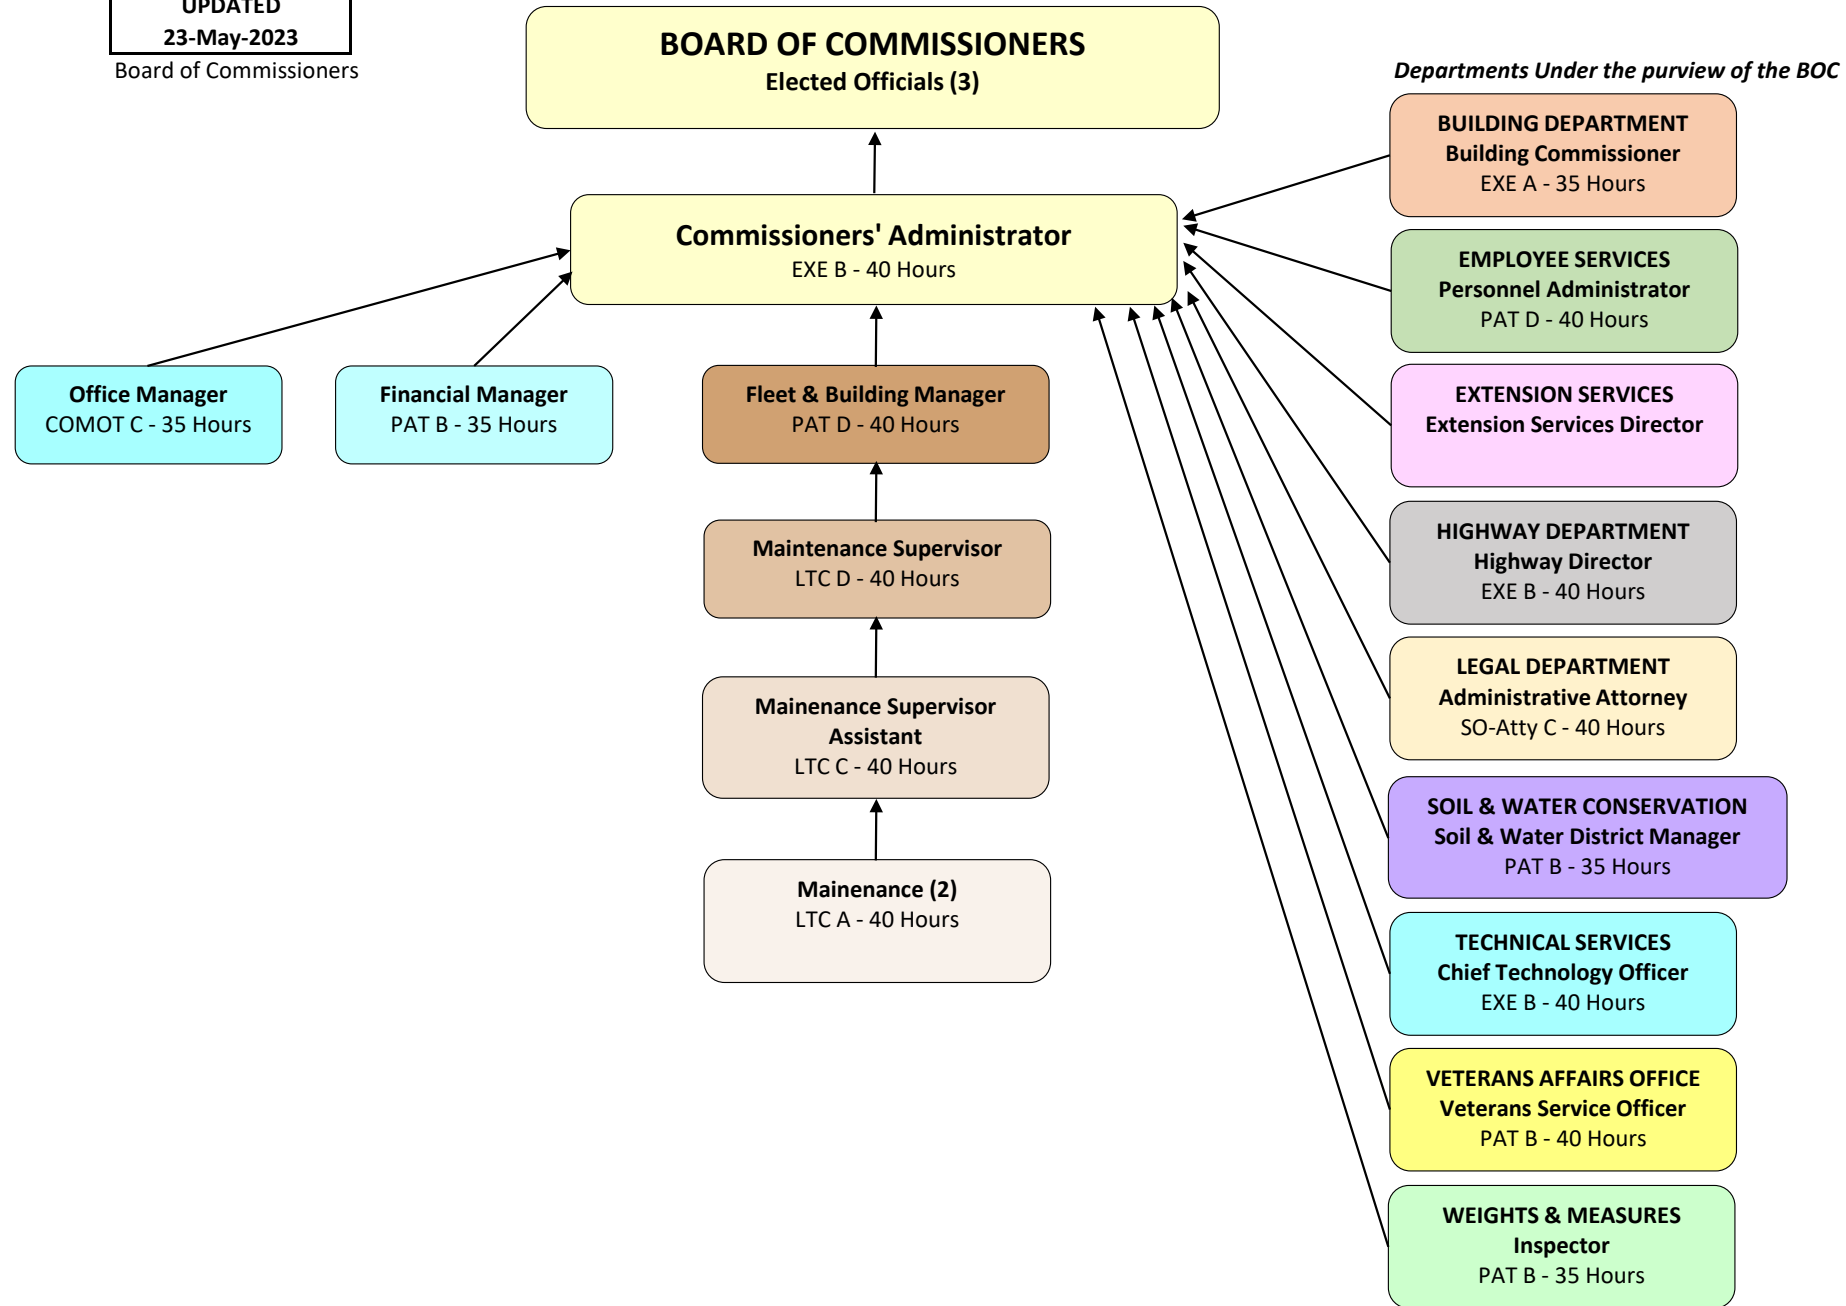 UPDATED
23-May-2023
Board of Commissioners
BOARD OF COMMISSIONERS
Elected Officials (3)
Departments Under the purview of the BOC
Commissioners' Administrator
EXE B - 40 Hours
Office Manager
COMOT C - 35 Hours
Financial Manager
PAT B - 35 Hours
Fleet & Building Manager
PAT D - 40 Hours
Maintenance Supervisor
LTC D - 40 Hours
Mainenance Supervisor
Assistant
LTC C - 40 Hours
Mainenance (2)
LTC A - 40 Hours
BUILDING DEPARTMENT
Building Commissioner
EXE A - 35 Hours
EMPLOYEE SERVICES
Personnel Administrator
PAT D - 40 Hours
EXTENSION SERVICES
Extension Services Director
HIGHWAY DEPARTMENT
Highway Director
EXE B - 40 Hours
LEGAL DEPARTMENT
Administrative Attorney
SO-Atty C - 40 Hours
SOIL & WATER CONSERVATION
Soil & Water District Manager
PAT B - 35 Hours
TECHNICAL SERVICES
Chief Technology Officer
EXE B - 40 Hours
VETERANS AFFAIRS OFFICE
Veterans Service Officer
PAT B - 40 Hours
WEIGHTS & MEASURES
Inspector
PAT B - 35 Hours